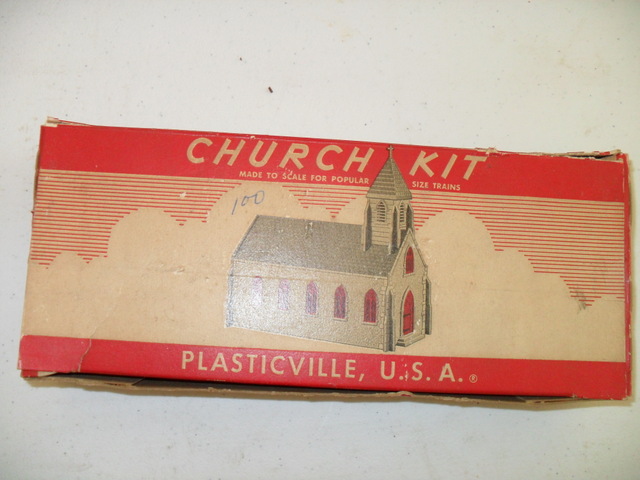 CHURCH KIT
MADE TO SCALE FOR POPULAR SIZE TRAINS
100
PLASTICVILLE, U.S.A.®